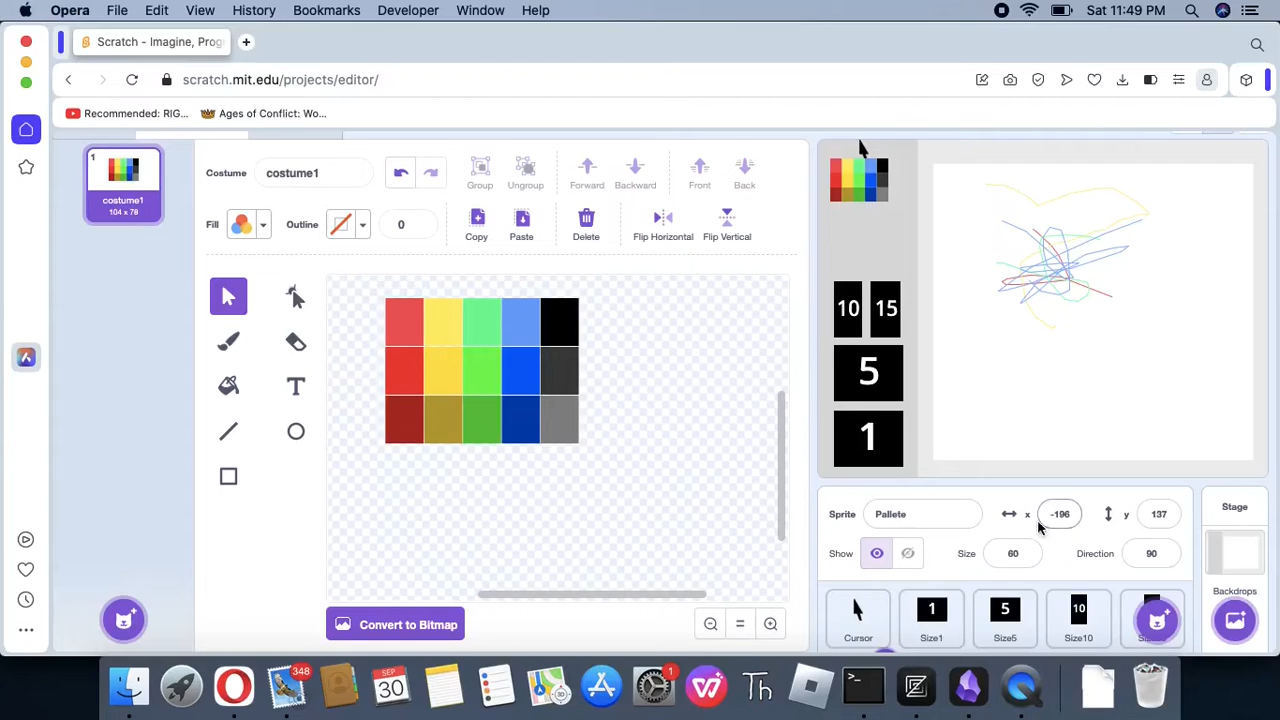 Opera File Edit View History Bookmarks Developer Window Help Sat 11:49 PM
Scratch - Imagine, Prog
scratch.mit.edu/projects/editor/
Recommended: RIG... Ages of Conflict: Wo...
1
costume1
104 x 78
Costume costume1 Group Ungroup Forward Backward Front Back
Fill Outline 0 Copy Paste Delete Flip Horizontal Flip Vertical
T
Convert to Bitmap
10 15
5
1
Sprite Pallete x -196 y 137
Show Size 60 Direction 90
Stage
Backdrops
1 5 10
Cursor Size1 Size5 Size10
348 SEP 30 1 Th